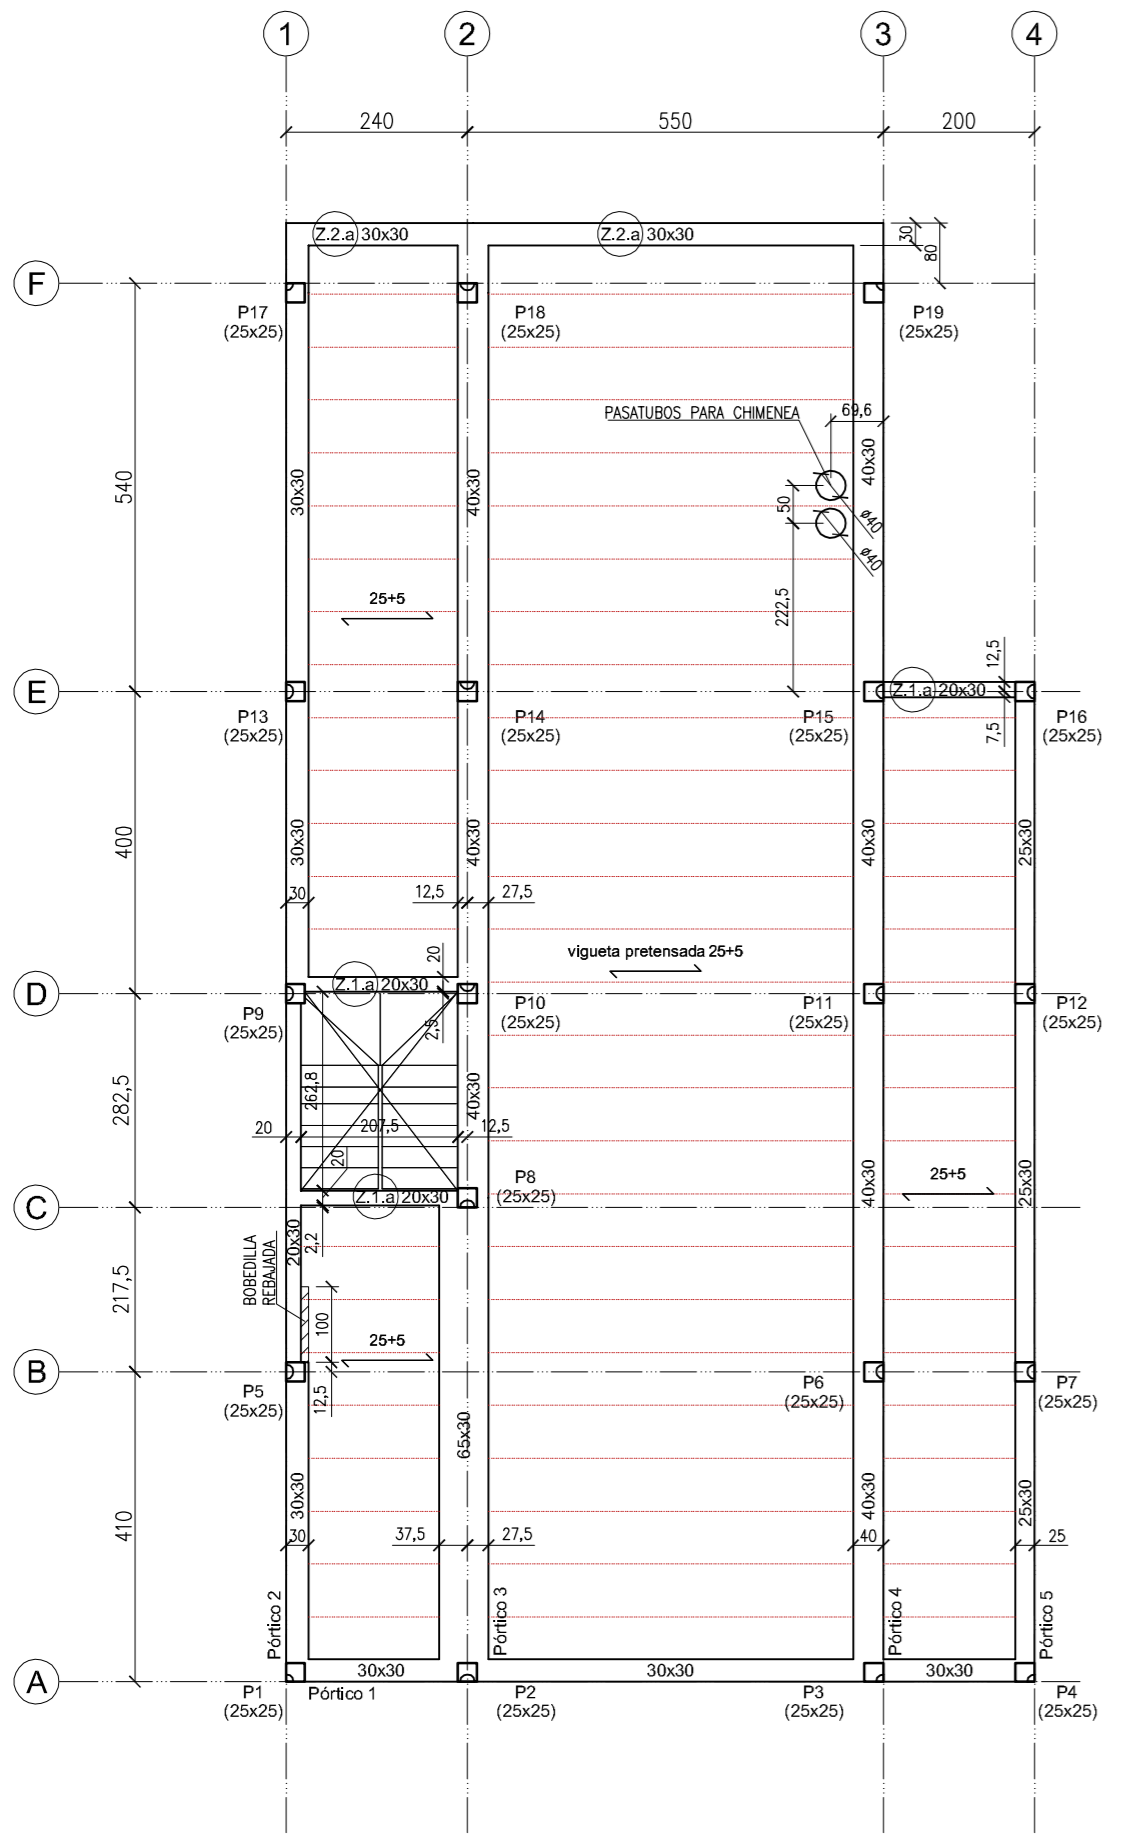 1
2
3
4
240
550
200
Z.2.a 30x30
Z.2.a 30x30
30
80
F
P17
(25x25)
P18
(25x25)
P19
(25x25)
PASATUBOS PARA CHIMENEA
69,6
540
30x30
40x30
40x30
50
ø40
ø40
222,5
25+5
12,5
E
Z.1.a 20x30
P13
(25x25)
P14
(25x25)
P15
(25x25)
P16
(25x25)
7,5
400
30x30
40x30
40x30
25x30
30
12,5
27,5
20
vigueta pretensada 25+5
D
Z.1.a 20x30
P9
(25x25)
P10
(25x25)
P11
(25x25)
P12
(25x25)
2,5
282,5
262,8
40x30
20
207,5
12,5
20
P8
(25x25)
40x30
25+5
25x30
C
Z.1.a 20x30
20x30
2,2
BOBEDILLA
REBAJADA
217,5
100
25+5
B
P5
(25x25)
12,5
P6
(25x25)
P7
(25x25)
65x30
410
30x30
40x30
25x30
30
37,5
27,5
40
25
Pórtico 2
Pórtico 3
Pórtico 4
Pórtico 5
A
30x30
30x30
30x30
P1
(25x25)
Pórtico 1
P2
(25x25)
P3
(25x25)
P4
(25x25)